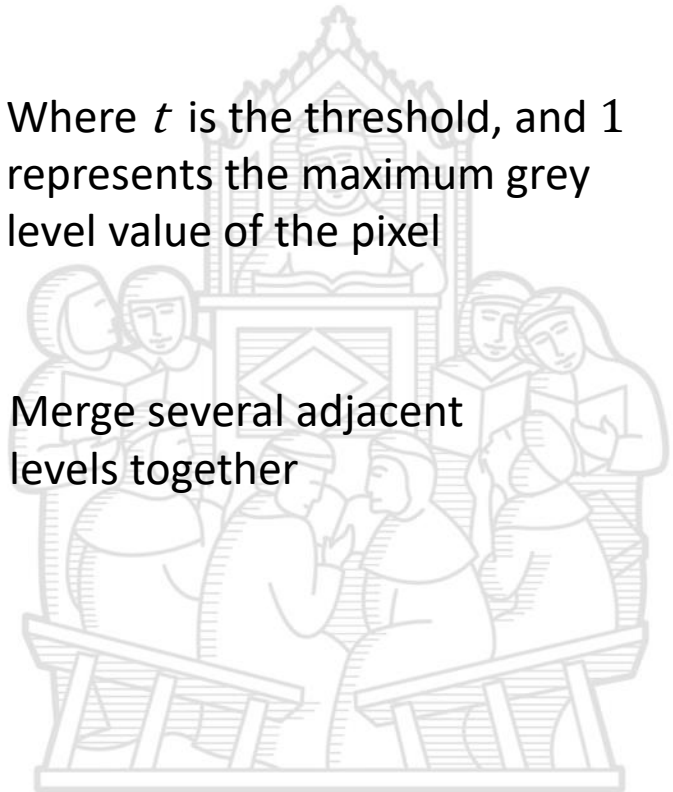 Where t is the threshold, and 1
represents the maximum grey
level value of the pixel
Merge several adjacent
levels together